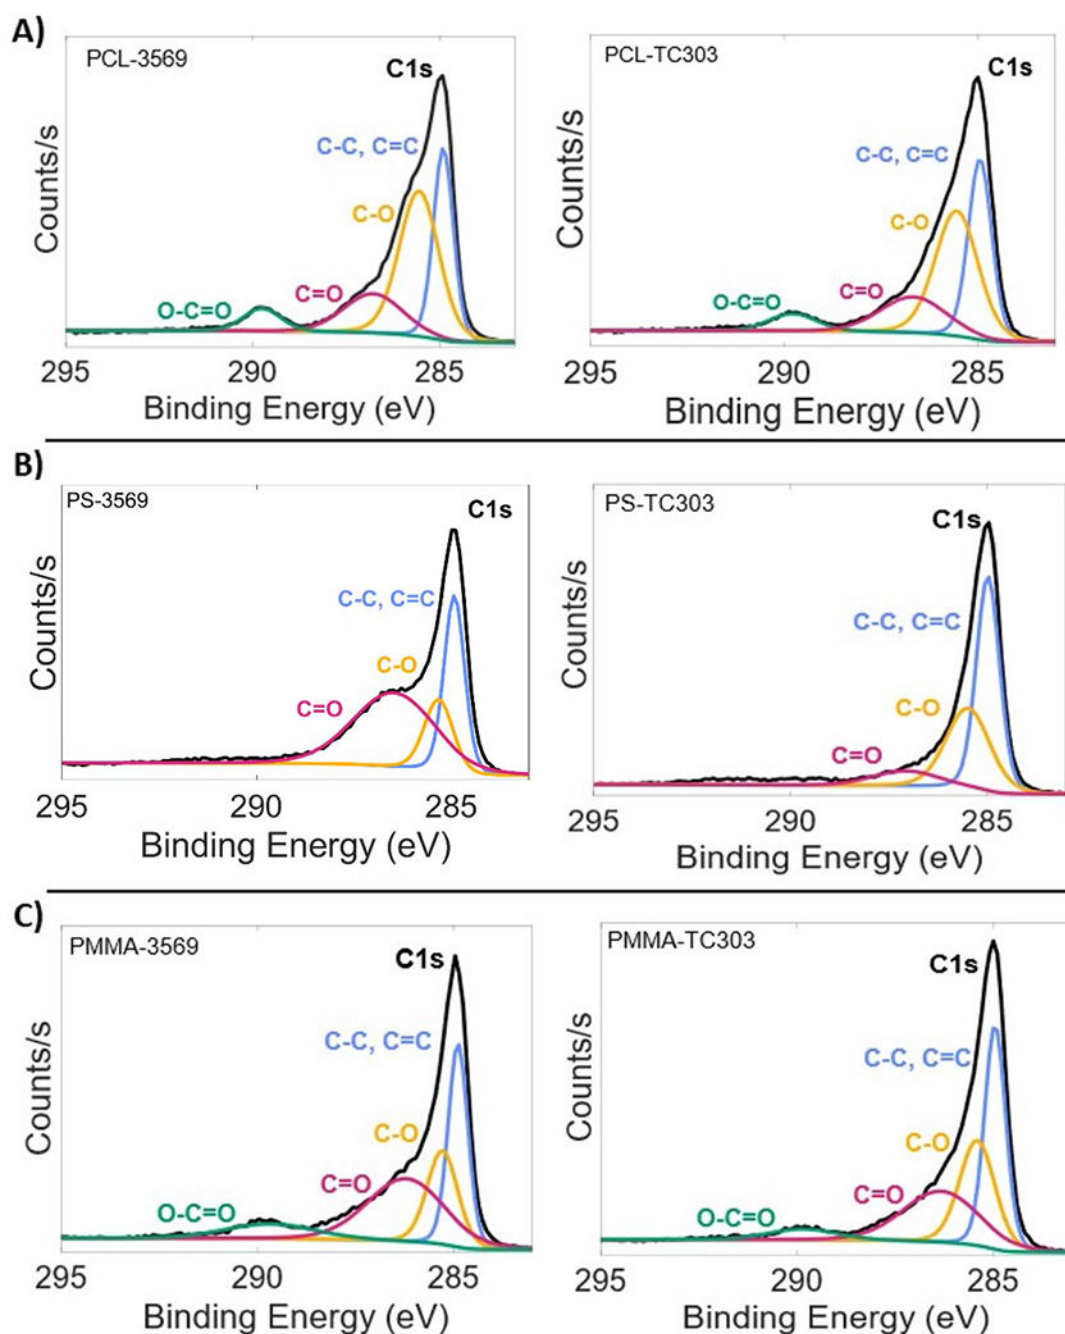 A)
PCL-3569
C1s
C-C, C=C
C-O
C=O
O-C=O
Counts/s
295 290 285
Binding Energy (eV)
PCL-TC303
C1s
C-C, C=C
C-O
C=O
O-C=O
Counts/s
295 290 285
Binding Energy (eV)
B)
PS-3569
C1s
C-C, C=C
C-O
C=O
Counts/s
295 290 285
Binding Energy (eV)
PS-TC303
C1s
C-C, C=C
C-O
C=O
Counts/s
295 290 285
Binding Energy (eV)
C)
PMMA-3569
C1s
C-C, C=C
C-O
C=O
O-C=O
Counts/s
295 290 285
Binding Energy (eV)
PMMA-TC303
C1s
C-C, C=C
C-O
C=O
O-C=O
Counts/s
295 290 285
Binding Energy (eV)